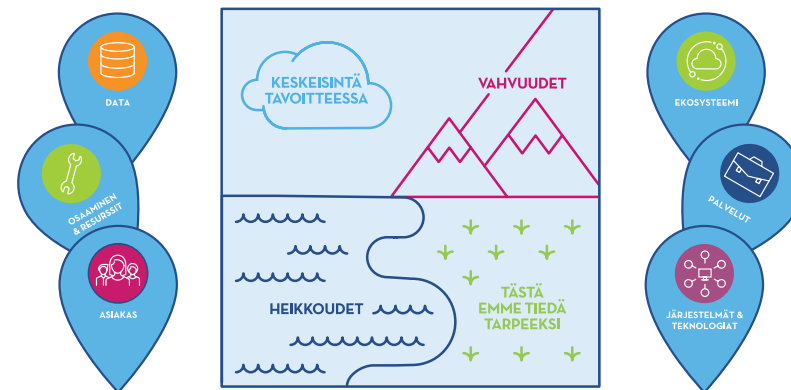 DATA
OSAAMINEN
& RESURSSIT
ASIAKAS
KESKEISINTÄ
TAVOITTEESSA
VAHVUUDET
HEIKKOUDET
TÄSTÄ
EMME TIEDÄ
TARPEEKSI
EKOSYSTEEMI
PALVELUT
JÄRJESTELMÄT &
TEKNOLOGIAT